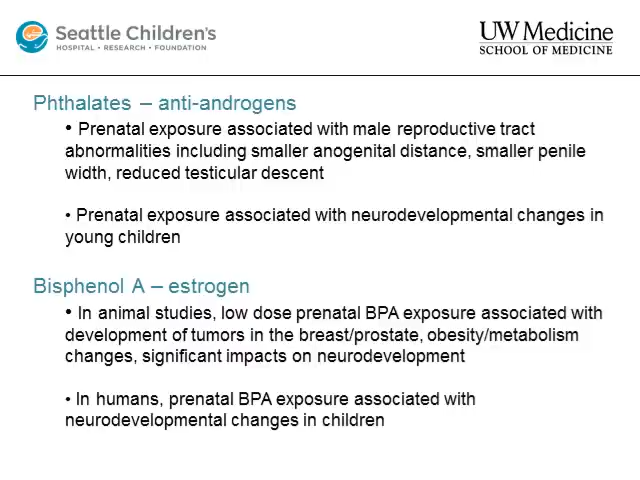 Seattle Children's
HOSPITAL • RESEARCH • FOUNDATION
UW Medicine
SCHOOL OF MEDICINE
Phthalates – anti-androgens
• Prenatal exposure associated with male reproductive tract
abnormalities including smaller anogenital distance, smaller penile
width, reduced testicular descent
• Prenatal exposure associated with neurodevelopmental changes in
young children
Bisphenol A – estrogen
• In animal studies, low dose prenatal BPA exposure associated with
development of tumors in the breast/prostate, obesity/metabolism
changes, significant impacts on neurodevelopment
• In humans, prenatal BPA exposure associated with
neurodevelopmental changes in children